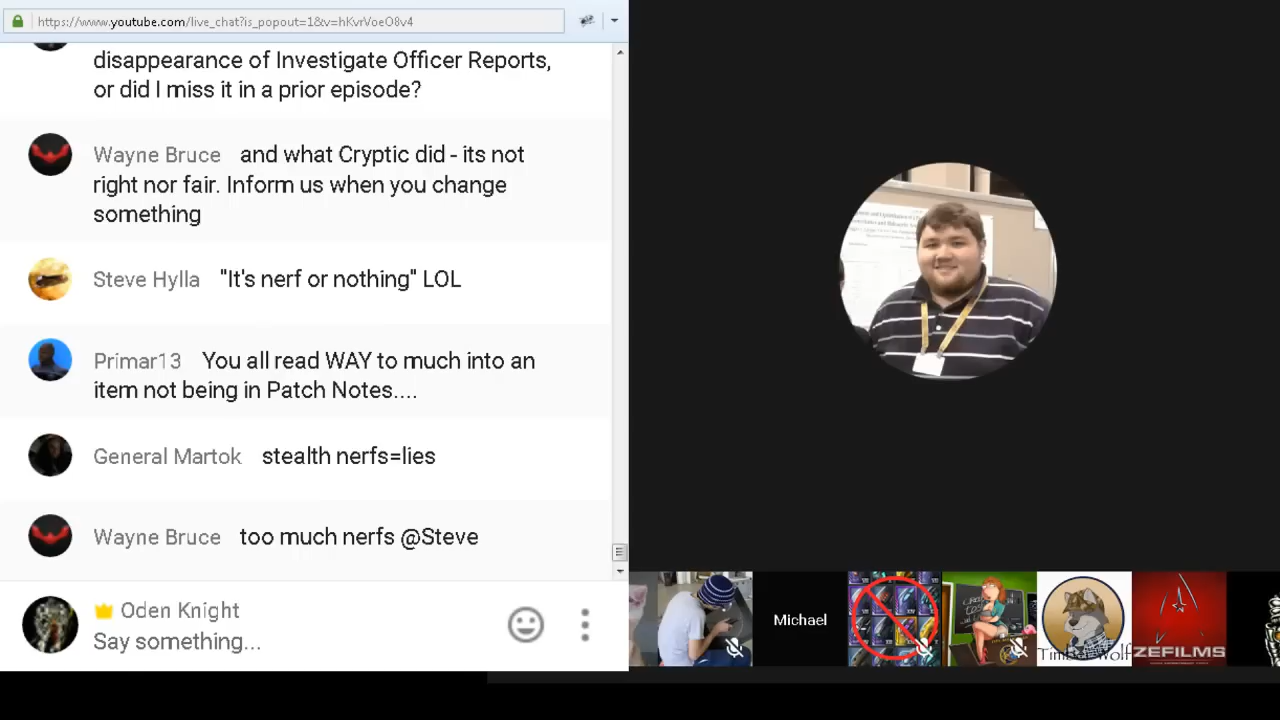 https://www.youtube.com/live_chat?is_popout=1&v=hKvrVoeO8v4
disappearance of Investigate Officer Reports,
or did I miss it in a prior episode?
Wayne Bruce and what Cryptic did - its not
right nor fair. Inform us when you change
something
Steve Hylla "It's nerf or nothing" LOL
Primar13 You all read WAY to much into an
item not being in Patch Notes....
General Martok stealth nerfs=lies
Wayne Bruce too much nerfs @Steve
Oden Knight
Say something...
Michael
ZEFILMS